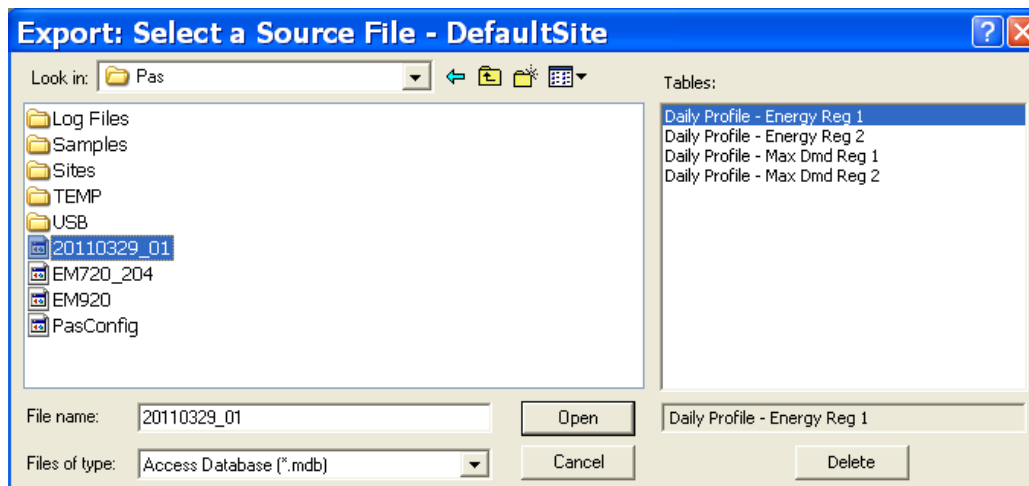 Export: Select a Source File - DefaultSite
Look in: Pas
Tables:
Log Files
Samples
Sites
TEMP
USB
20110329_01
EM720_204
EM920
PasConfig
Daily Profile - Energy Reg 1
Daily Profile - Energy Reg 2
Daily Profile - Max Dmd Reg 1
Daily Profile - Max Dmd Reg 2
File name: 20110329_01 Open Daily Profile - Energy Reg 1
Files of type: Access Database (*.mdb) Cancel Delete